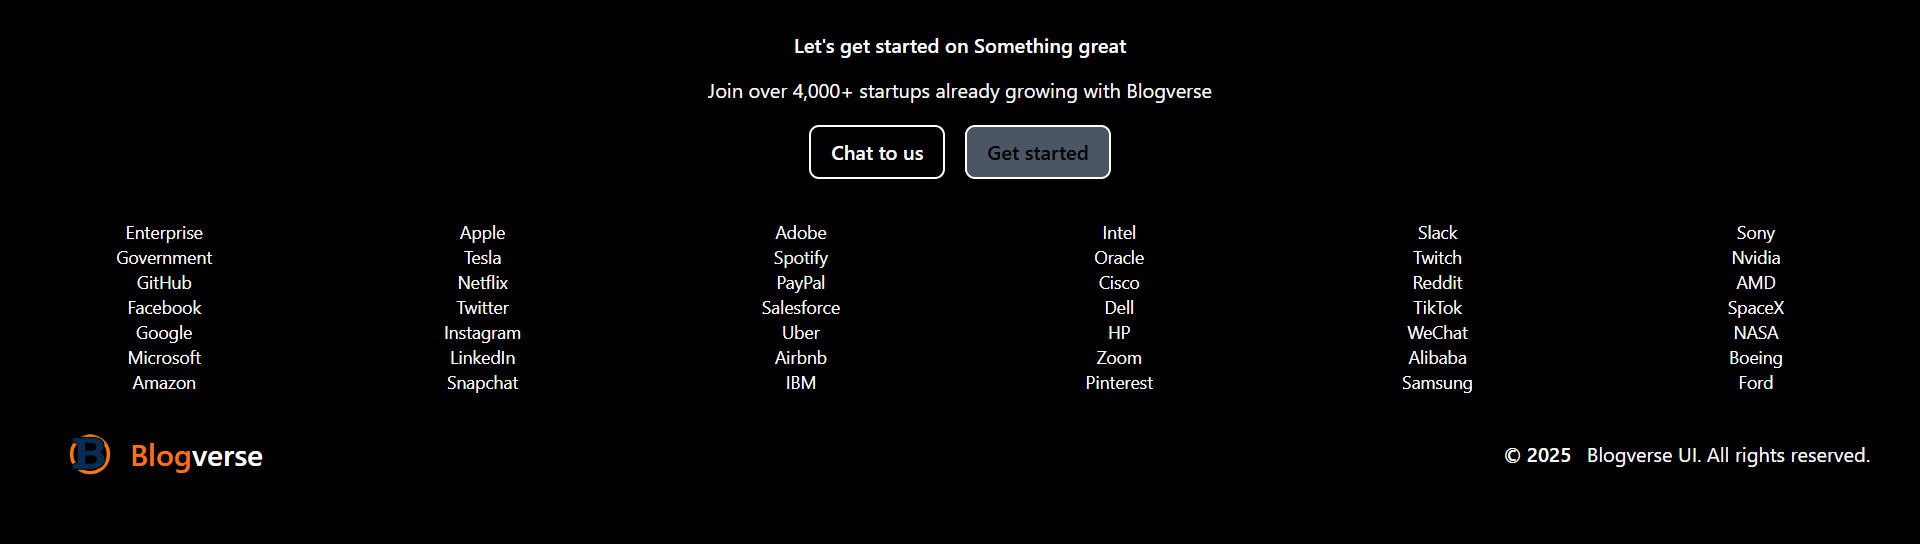 Let's get started on Something great
Join over 4,000+ startups already growing with Blogverse
Chat to us
Get started
Enterprise
Government
GitHub
Facebook
Google
Microsoft
Amazon
Apple
Tesla
Netflix
Twitter
Instagram
LinkedIn
Snapchat
Adobe
Spotify
PayPal
Salesforce
Uber
Airbnb
IBM
Intel
Oracle
Cisco
Dell
HP
Zoom
Pinterest
Slack
Twitch
Reddit
TikTok
WeChat
Alibaba
Samsung
Sony
Nvidia
AMD
SpaceX
NASA
Boeing
Ford
B
Blogverse
© 2025 Blogverse UI. All rights reserved.